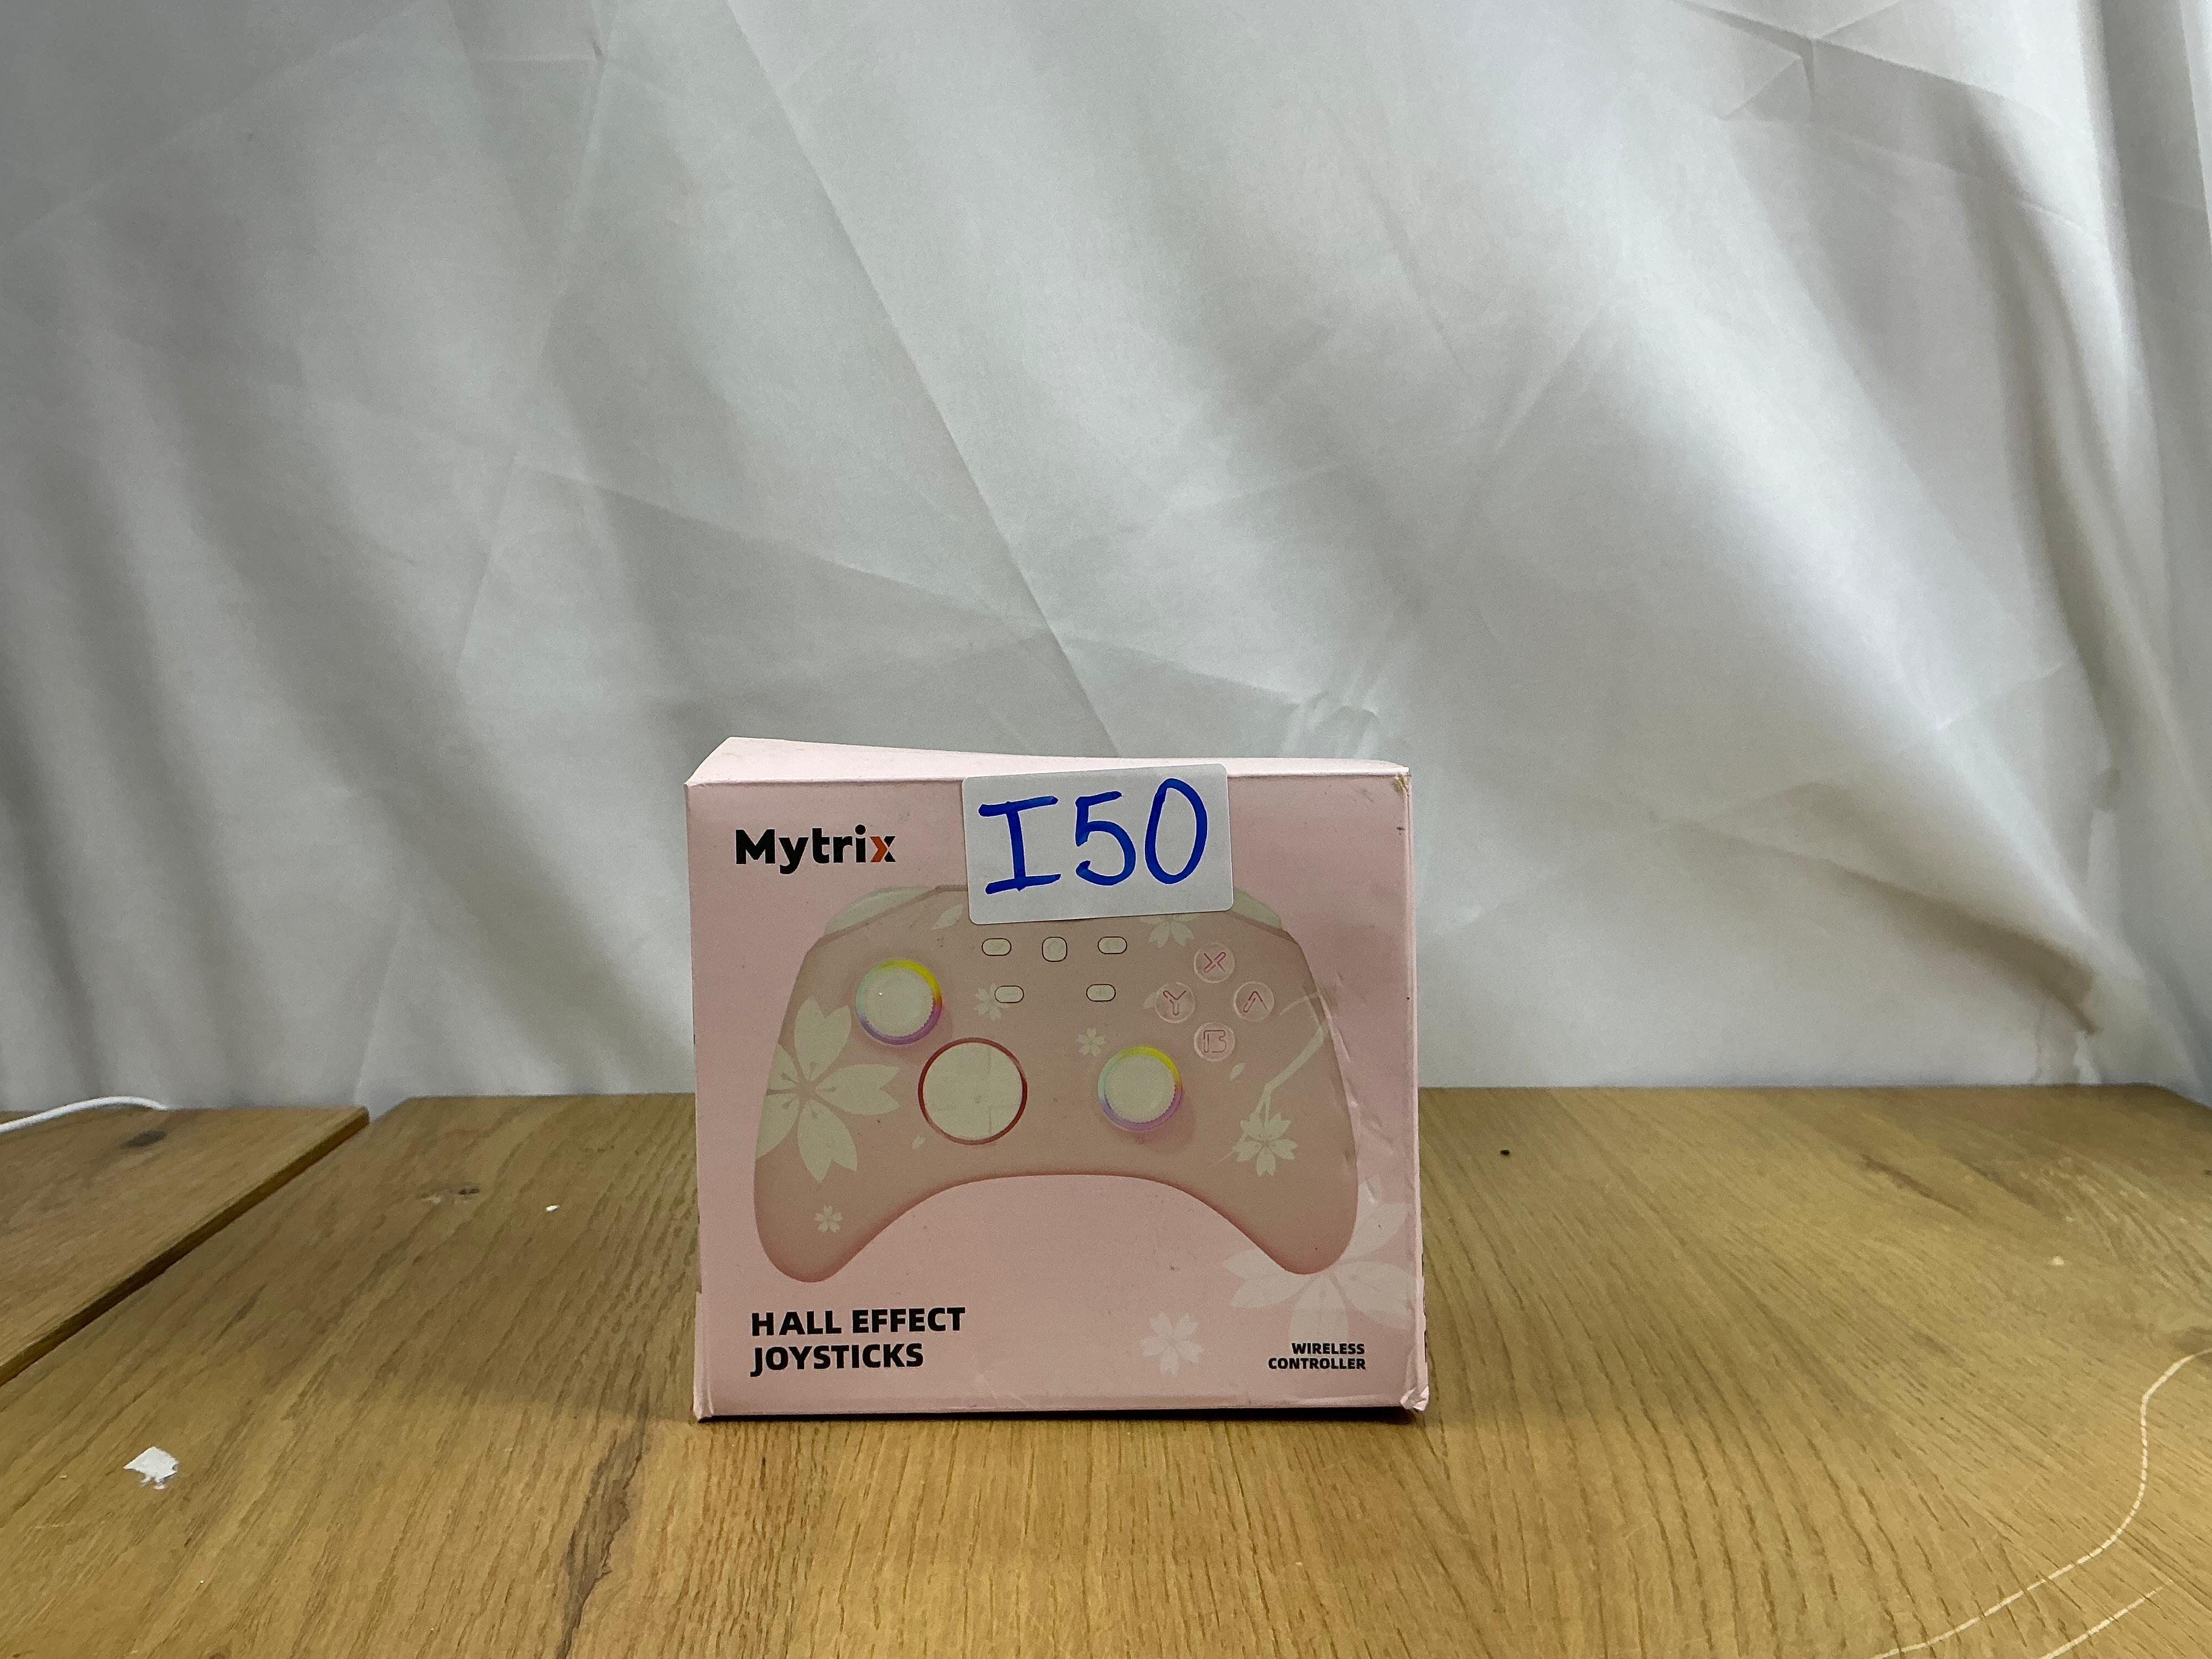 I50
Mytrix
X
Y A
B
HALL EFFECT
JOYSTICKS
WIRELESS
CONTROLLER